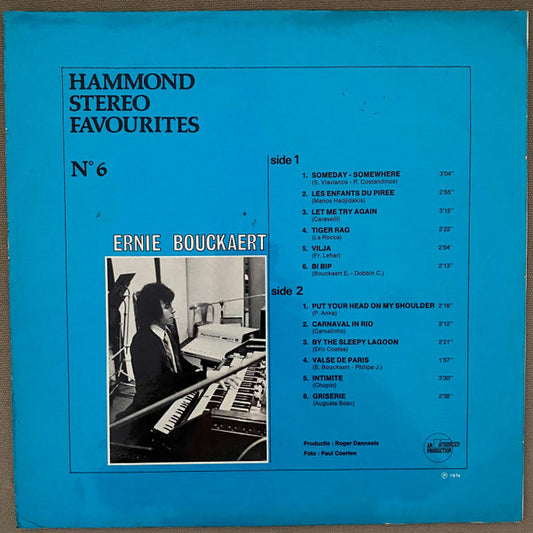 HAMMOND
STEREO
FAVOURITES
N° 6
ERNIE BOUCKAERT
side 1
1. SOMEDAY - SOMEWHERE 3'04"
(S. Vlavianos - R. Costandinos)
2. LES ENFANTS DU PIREE 2'55"
(Manos Hadjidakis)
3. LET ME TRY AGAIN 3'15"
(Caravelli)
4. TIGER RAG 2'22"
(La Rocca)
5. VILJA 2'54'
(Fr. Lehar)
6. BI BIP 2'13"
(Bouckaert E. - Dobbin C.)
side 2
1. PUT YOUR HEAD ON MY SHOULDER 2'18"
(P. Anka)
2. CARNAVAL IN RIO 2'12"
(Carvalinho)
3. BY THE SLEEPY LAGOON 2'21"
(Eric Coates)
4. VALSE DE PARIS 1'57"
(E. Bouckaert - Philipe J.)
5. INTIMITE 3'30"
(Chopin)
6. GRISERIE 2'38"
(Auguste Bosc)
Productie : Roger Danneels
Foto : Paul Coerten
AN
PRODUCTION